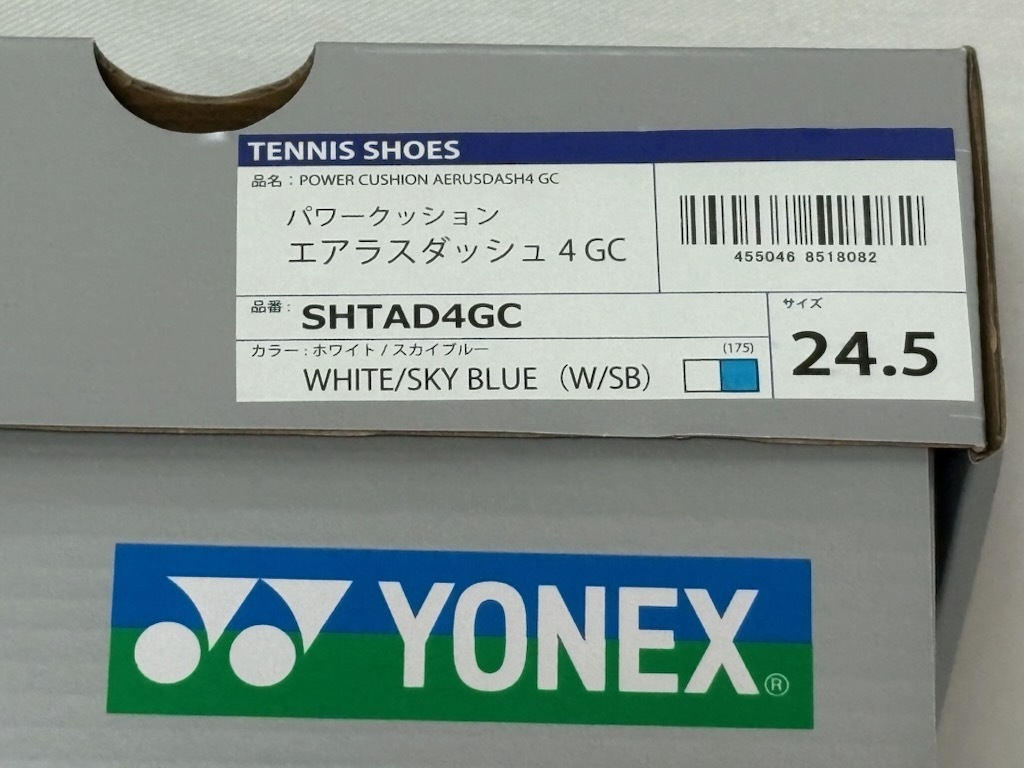 TENNIS SHOES
品名：POWER CUSHION AERUSDASH4 GC
パワークッション
エアラスダッシュ 4 GC
455046 8518082
品番：SHTAD4GC
カラー：ホワイト / スカイブルー
WHITE/SKY BLUE （W/SB）
(175)
サイズ
24.5
YONEX®